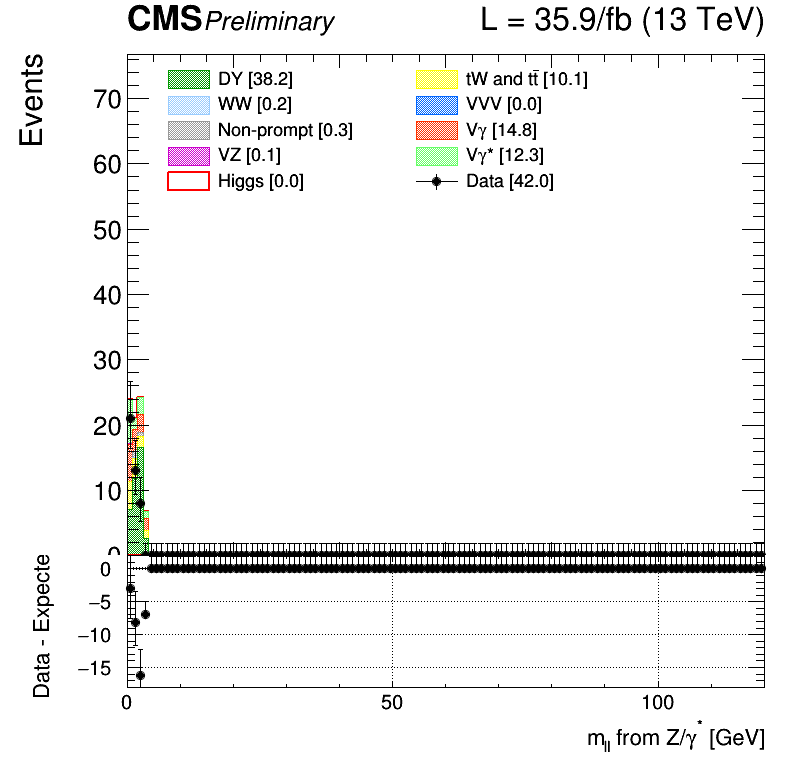 CMS Preliminary L = 35.9/fb (13 TeV)
Events
DY [38.2]
WW [0.2]
Non-prompt [0.3]
VZ [0.1]
Higgs [0.0]
tW and tt̄ [10.1]
VVV [0.0]
Vγ [14.8]
Vγ* [12.3]
Data [42.0]
70
60
50
40
30
20
10
0
Data - Expecte
0
−5
−10
−15
0 50 100
m_ll from Z/γ* [GeV]